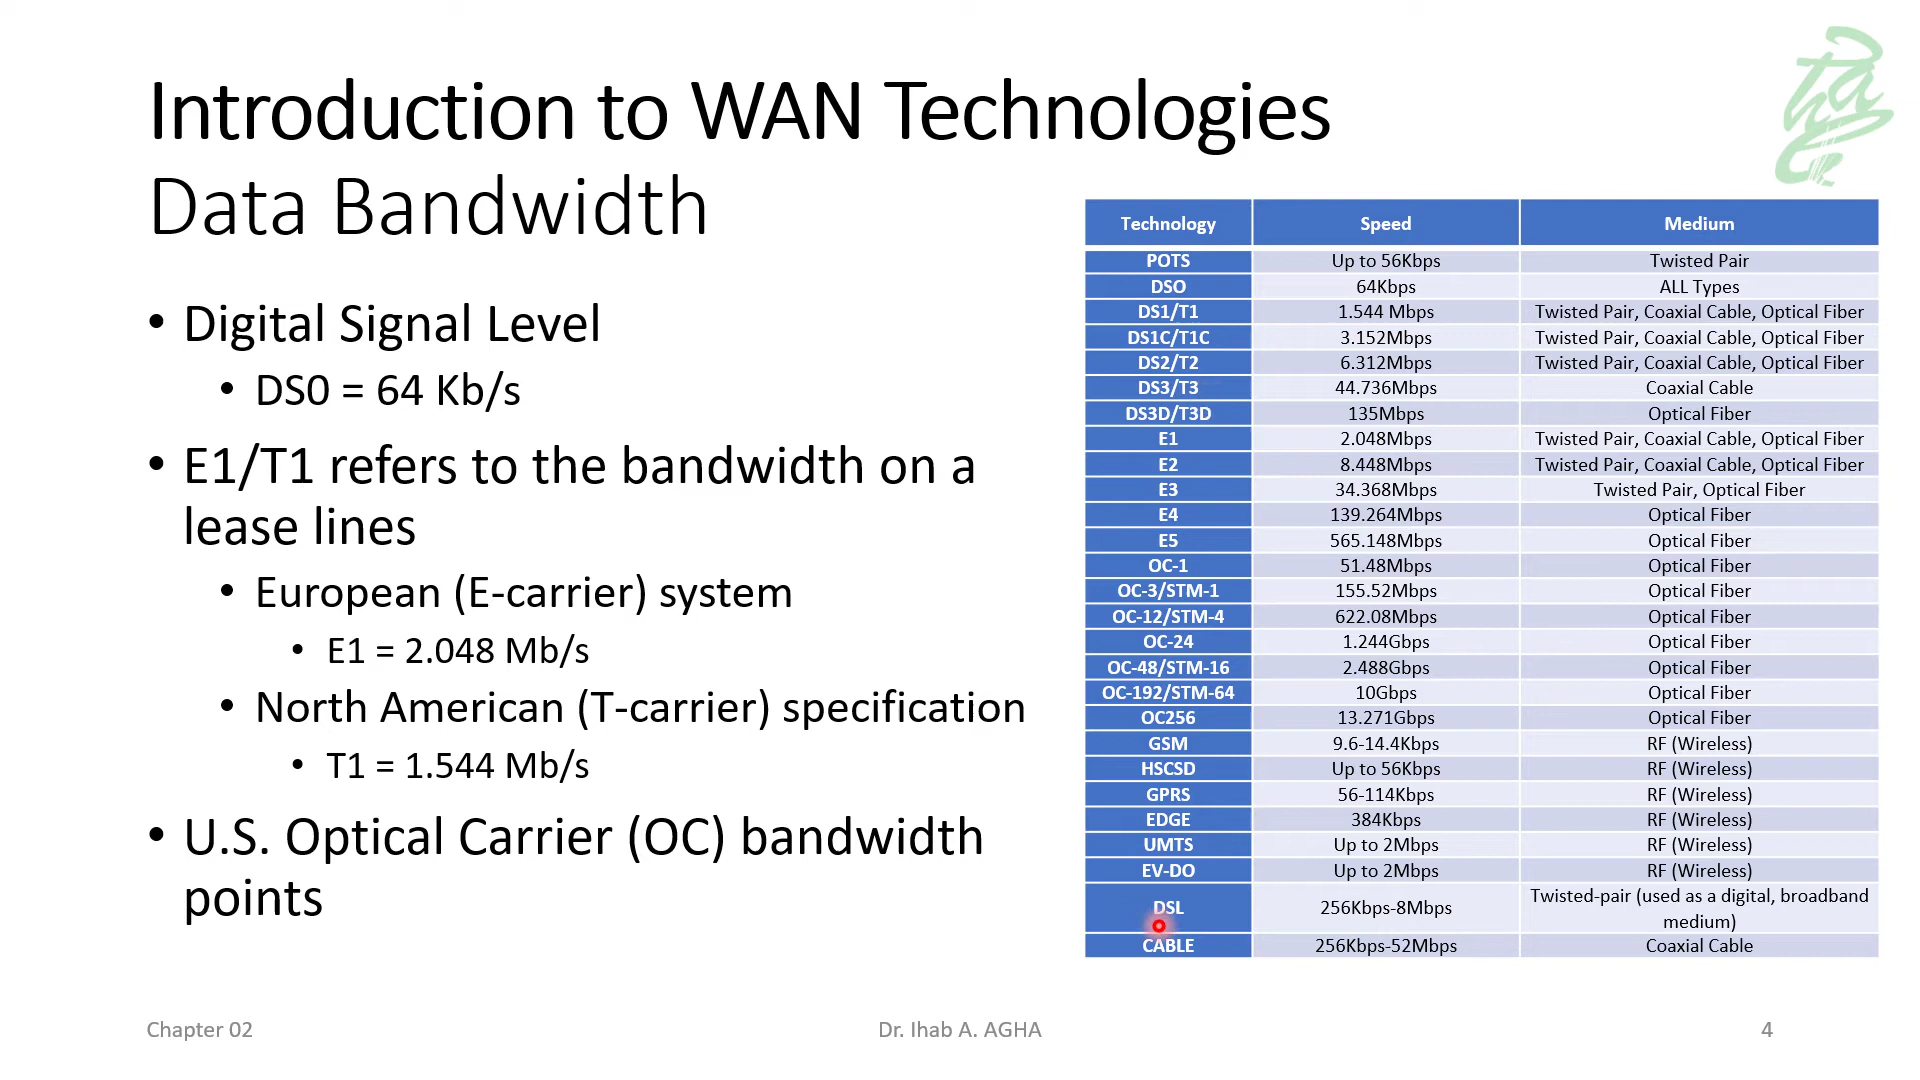 Introduction to WAN Technologies
Data Bandwidth
• Digital Signal Level
• DS0 = 64 Kb/s
• E1/T1 refers to the bandwidth on a
lease lines
• European (E-carrier) system
• E1 = 2.048 Mb/s
• North American (T-carrier) specification
• T1 = 1.544 Mb/s
• U.S. Optical Carrier (OC) bandwidth
points
Technology Speed Medium
POTS Up to 56Kbps Twisted Pair
DSO 64Kbps ALL Types
DS1/T1 1.544 Mbps Twisted Pair, Coaxial Cable, Optical Fiber
DS1C/T1C 3.152Mbps Twisted Pair, Coaxial Cable, Optical Fiber
DS2/T2 6.312Mbps Twisted Pair, Coaxial Cable, Optical Fiber
DS3/T3 44.736Mbps Coaxial Cable
DS3D/T3D 135Mbps Optical Fiber
E1 2.048Mbps Twisted Pair, Coaxial Cable, Optical Fiber
E2 8.448Mbps Twisted Pair, Coaxial Cable, Optical Fiber
E3 34.368Mbps Twisted Pair, Optical Fiber
E4 139.264Mbps Optical Fiber
E5 565.148Mbps Optical Fiber
OC-1 51.48Mbps Optical Fiber
OC-3/STM-1 155.52Mbps Optical Fiber
OC-12/STM-4 622.08Mbps Optical Fiber
OC-24 1.244Gbps Optical Fiber
OC-48/STM-16 2.488Gbps Optical Fiber
OC-192/STM-64 10Gbps Optical Fiber
OC256 13.271Gbps Optical Fiber
GSM 9.6-14.4Kbps RF (Wireless)
HSCSD Up to 56Kbps RF (Wireless)
GPRS 56-114Kbps RF (Wireless)
EDGE 384Kbps RF (Wireless)
UMTS Up to 2Mbps RF (Wireless)
EV-DO Up to 2Mbps RF (Wireless)
DSL 256Kbps-8Mbps Twisted-pair (used as a digital, broadband
medium)
CABLE 256Kbps-52Mbps Coaxial Cable
Chapter 02
Dr. Ihab A. AGHA
4